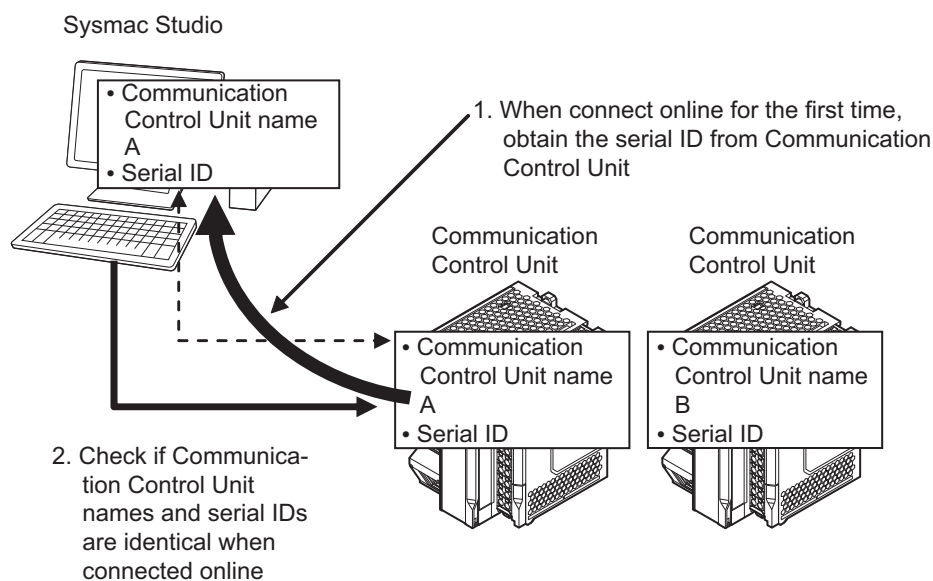 Sysmac Studio
• Communication
Control Unit name
A
• Serial ID
1. When connect online for the first time,
obtain the serial ID from Communication
Control Unit
Communication
Control Unit
Communication
Control Unit
• Communication
Control Unit name
A
• Serial ID
• Communication
Control Unit name
B
• Serial ID
2. Check if Communica-
tion Control Unit
names and serial IDs
are identical when
connected online